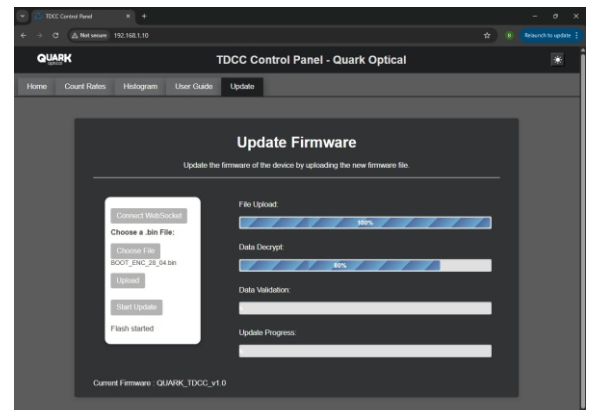 TDCC Control Panel
Not secure 192.168.1.10
Relaunch to update
QUARK
TDCC Control Panel - Quark Optical
Home Count Rates Histogram User Guide Update
Update Firmware
Update the firmware of the device by uploading the new firmware file.
Connect WebSocket
Choose a .bin File:
Choose File
BOOT_ENC_28_04.bin
Upload
Start Update
Flash started
File Upload:
100%
Data Decrypt:
80%
Data Validation:
Update Progress:
Current Firmware : QUARK_TDCC_v1.0